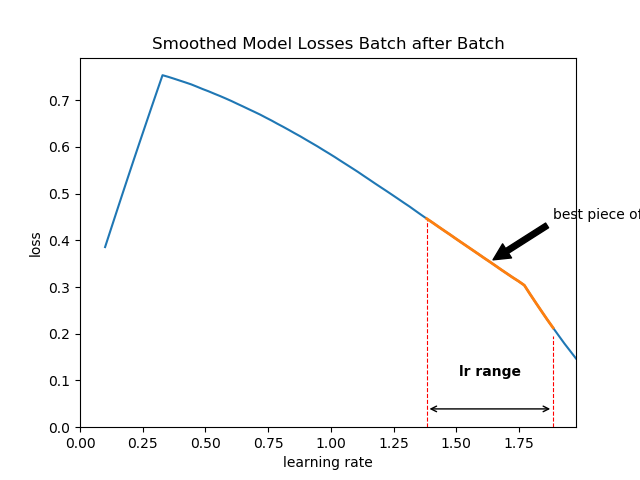 Smoothed Model Losses Batch after Batch
0.7
0.6
0.5
best piece of
0.4
0.3
0.2
lr range
0.1
0.0
0.00 0.25 0.50 0.75 1.00 1.25 1.50 1.75
loss
learning rate